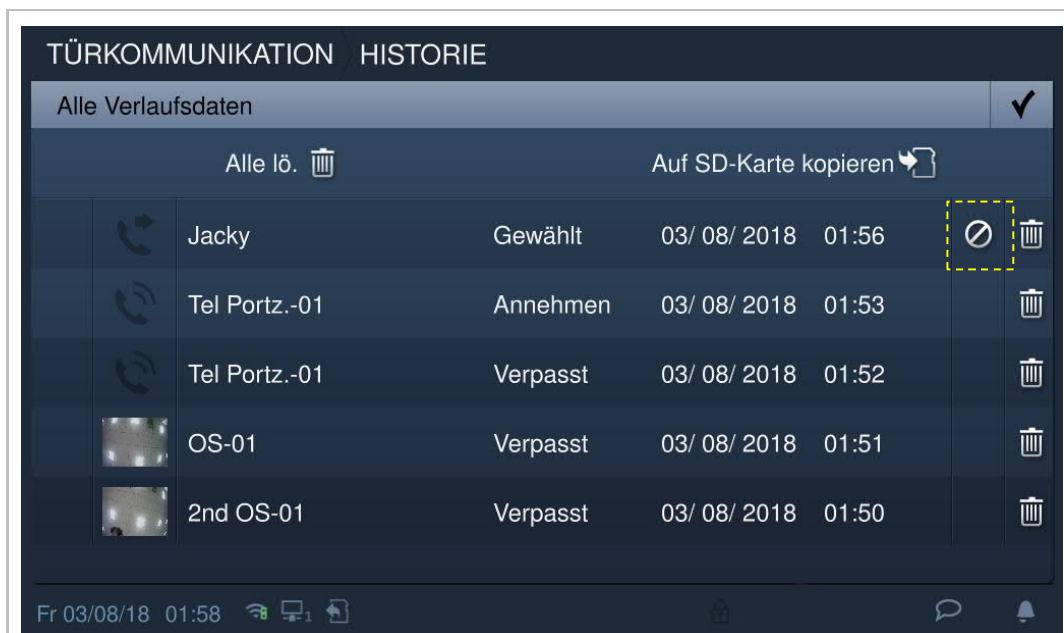 TÜRKOMMUNIKATION HISTORIE
Alle Verlaufsdaten
Alle lö. Auf SD-Karte kopieren
Jacky Gewählt 03/ 08/ 2018 01:56
Tel Portz.-01 Annehmen 03/ 08/ 2018 01:53
Tel Portz.-01 Verpasst 03/ 08/ 2018 01:52
OS-01 Verpasst 03/ 08/ 2018 01:51
2nd OS-01 Verpasst 03/ 08/ 2018 01:50
Fr 03/08/18 01:58 1